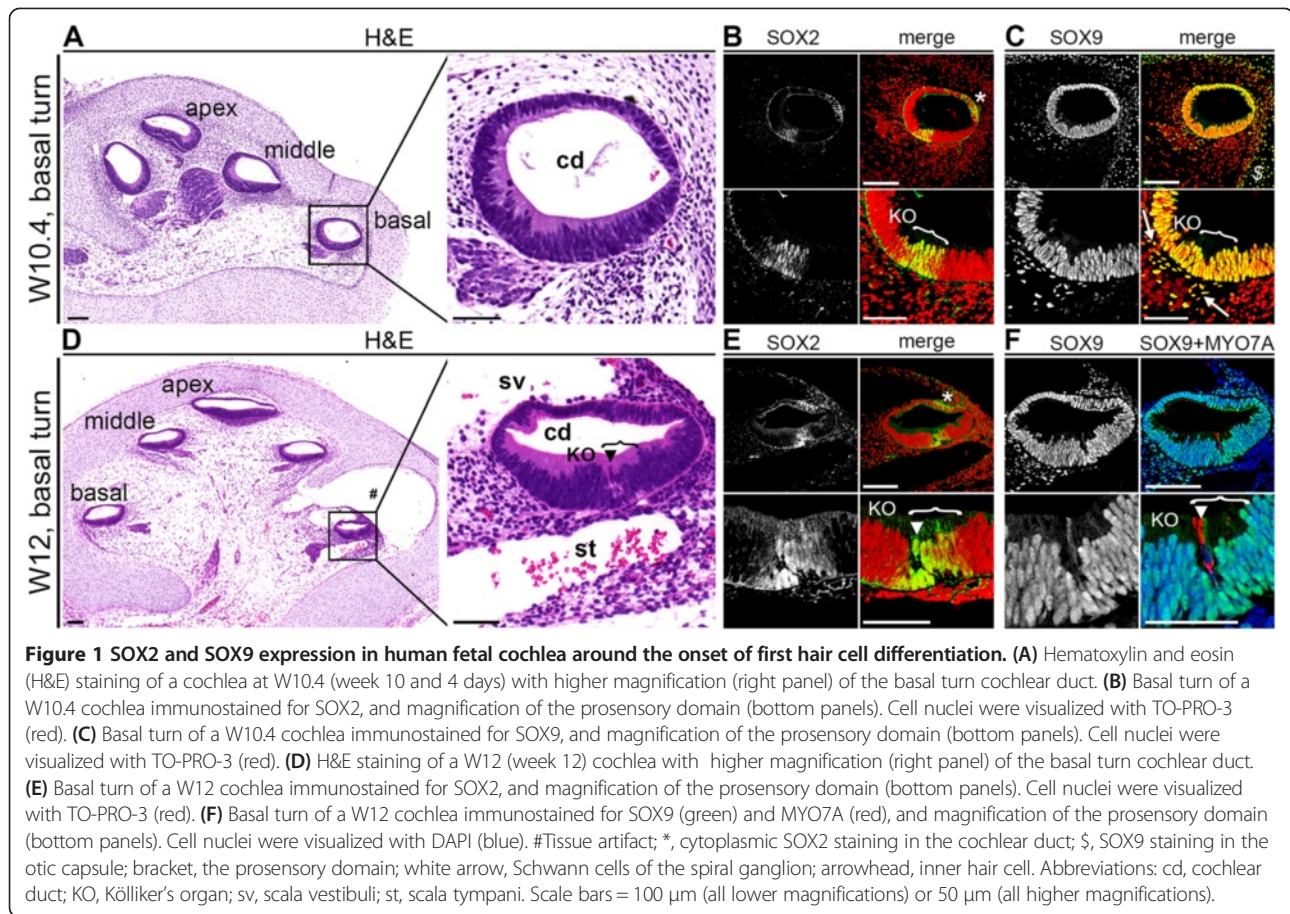 A
H&E
B
SOX2
merge
C
SOX9
merge
W10.4, basal turn
apex
middle
basal
cd
*
$
KO
KO
D
H&E
E
SOX2
merge
F
SOX9
SOX9+MYO7A
W12, basal turn
apex
middle
basal
#
sv
cd
KO
st
*
KO
KO
Figure 1 SOX2 and SOX9 expression in human fetal cochlea around the onset of first hair cell differentiation. (A) Hematoxylin and eosin
(H&E) staining of a cochlea at W10.4 (week 10 and 4 days) with higher magnification (right panel) of the basal turn cochlear duct. (B) Basal turn of a
W10.4 cochlea immunostained for SOX2, and magnification of the prosensory domain (bottom panels). Cell nuclei were visualized with TO-PRO-3
(red). (C) Basal turn of a W10.4 cochlea immunostained for SOX9, and magnification of the prosensory domain (bottom panels). Cell nuclei were
visualized with TO-PRO-3 (red). (D) H&E staining of a W12 (week 12) cochlea with higher magnification (right panel) of the basal turn cochlear duct.
(E) Basal turn of a W12 cochlea immunostained for SOX2, and magnification of the prosensory domain (bottom panels). Cell nuclei were visualized
with TO-PRO-3 (red). (F) Basal turn of a W12 cochlea immunostained for SOX9 (green) and MYO7A (red), and magnification of the prosensory domain
(bottom panels). Cell nuclei were visualized with DAPI (blue). #Tissue artifact; *, cytoplasmic SOX2 staining in the cochlear duct; $, SOX9 staining in the
otic capsule; bracket, the prosensory domain; white arrow, Schwann cells of the spiral ganglion; arrowhead, inner hair cell. Abbreviations: cd, cochlear
duct; KO, Kölliker's organ; sv, scala vestibuli; st, scala tympani. Scale bars = 100 μm (all lower magnifications) or 50 μm (all higher magnifications).